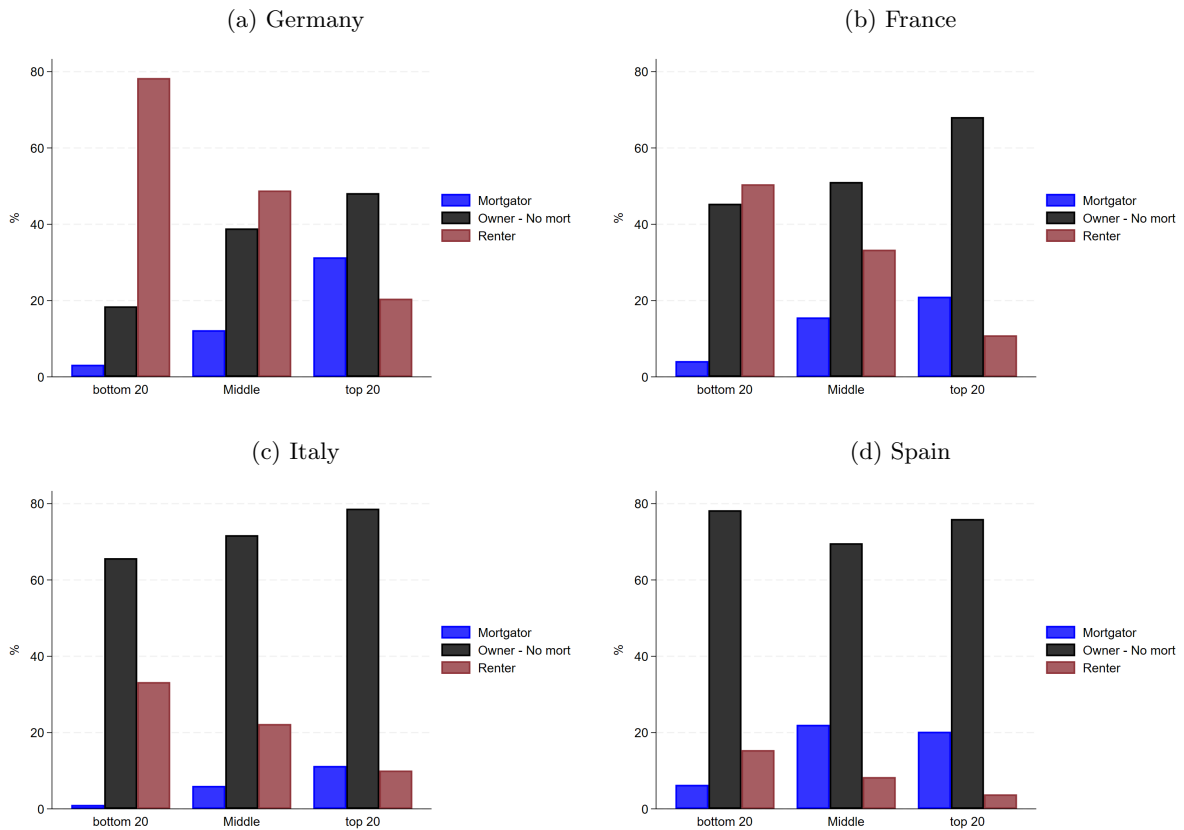 (a) Germany
80
60
40
20
0
%
bottom 20
Middle
top 20
Mortgator
Owner - No mort
Renter
(b) France
80
60
40
20
0
%
bottom 20
Middle
top 20
Mortgator
Owner - No mort
Renter
(c) Italy
80
60
40
20
0
%
bottom 20
Middle
top 20
Mortgator
Owner - No mort
Renter
(d) Spain
80
60
40
20
0
%
bottom 20
Middle
top 20
Mortgator
Owner - No mort
Renter